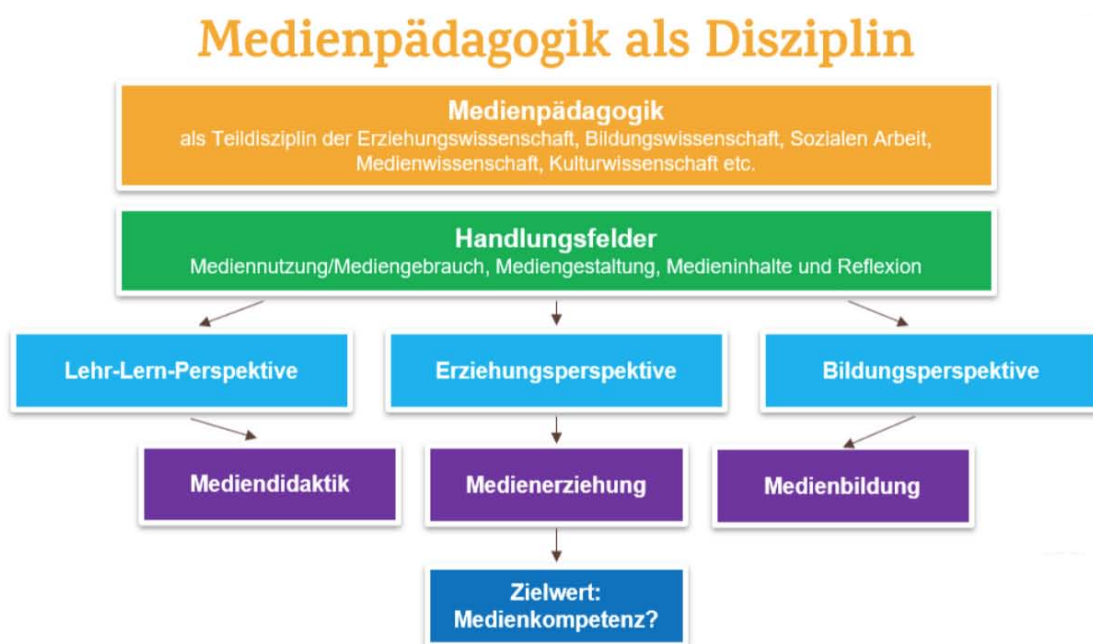 Medienpädagogik als Disziplin
Medienpädagogik
als Teildisziplin der Erziehungswissenschaft, Bildungswissenschaft, Sozialen Arbeit,
Medienwissenschaft, Kulturwissenschaft etc.
Handlungsfelder
Mediennutzung/Mediengebrauch, Mediengestaltung, Medieninhalte und Reflexion
Lehr-Lern-Perspektive
Erziehungsperspektive
Bildungsperspektive
Mediendidaktik
Medienerziehung
Medienbildung
Zielwert:
Medienkompetenz?